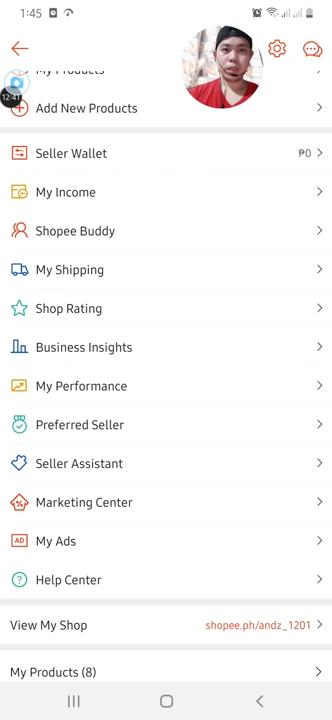 1:45
My Products
12:41
Add New Products
Seller Wallet ₱0
My Income
Shopee Buddy
My Shipping
Shop Rating
Business Insights
My Performance
Preferred Seller
Seller Assistant
Marketing Center
AD My Ads
Help Center
View My Shop shopee.ph/andz_1201
My Products (8)